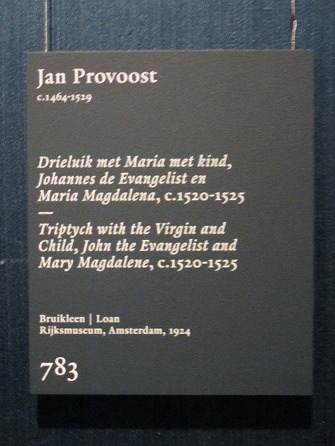 Jan Provoost
c.1464-1529
Drieluik met Maria met kind,
Johannes de Evangelist en
Maria Magdalena, c.1520-1525
—
Triptych with the Virgin and
Child, John the Evangelist and
Mary Magdalene, c.1520-1525
Bruikleen | Loan
Rijksmuseum, Amsterdam, 1924
783